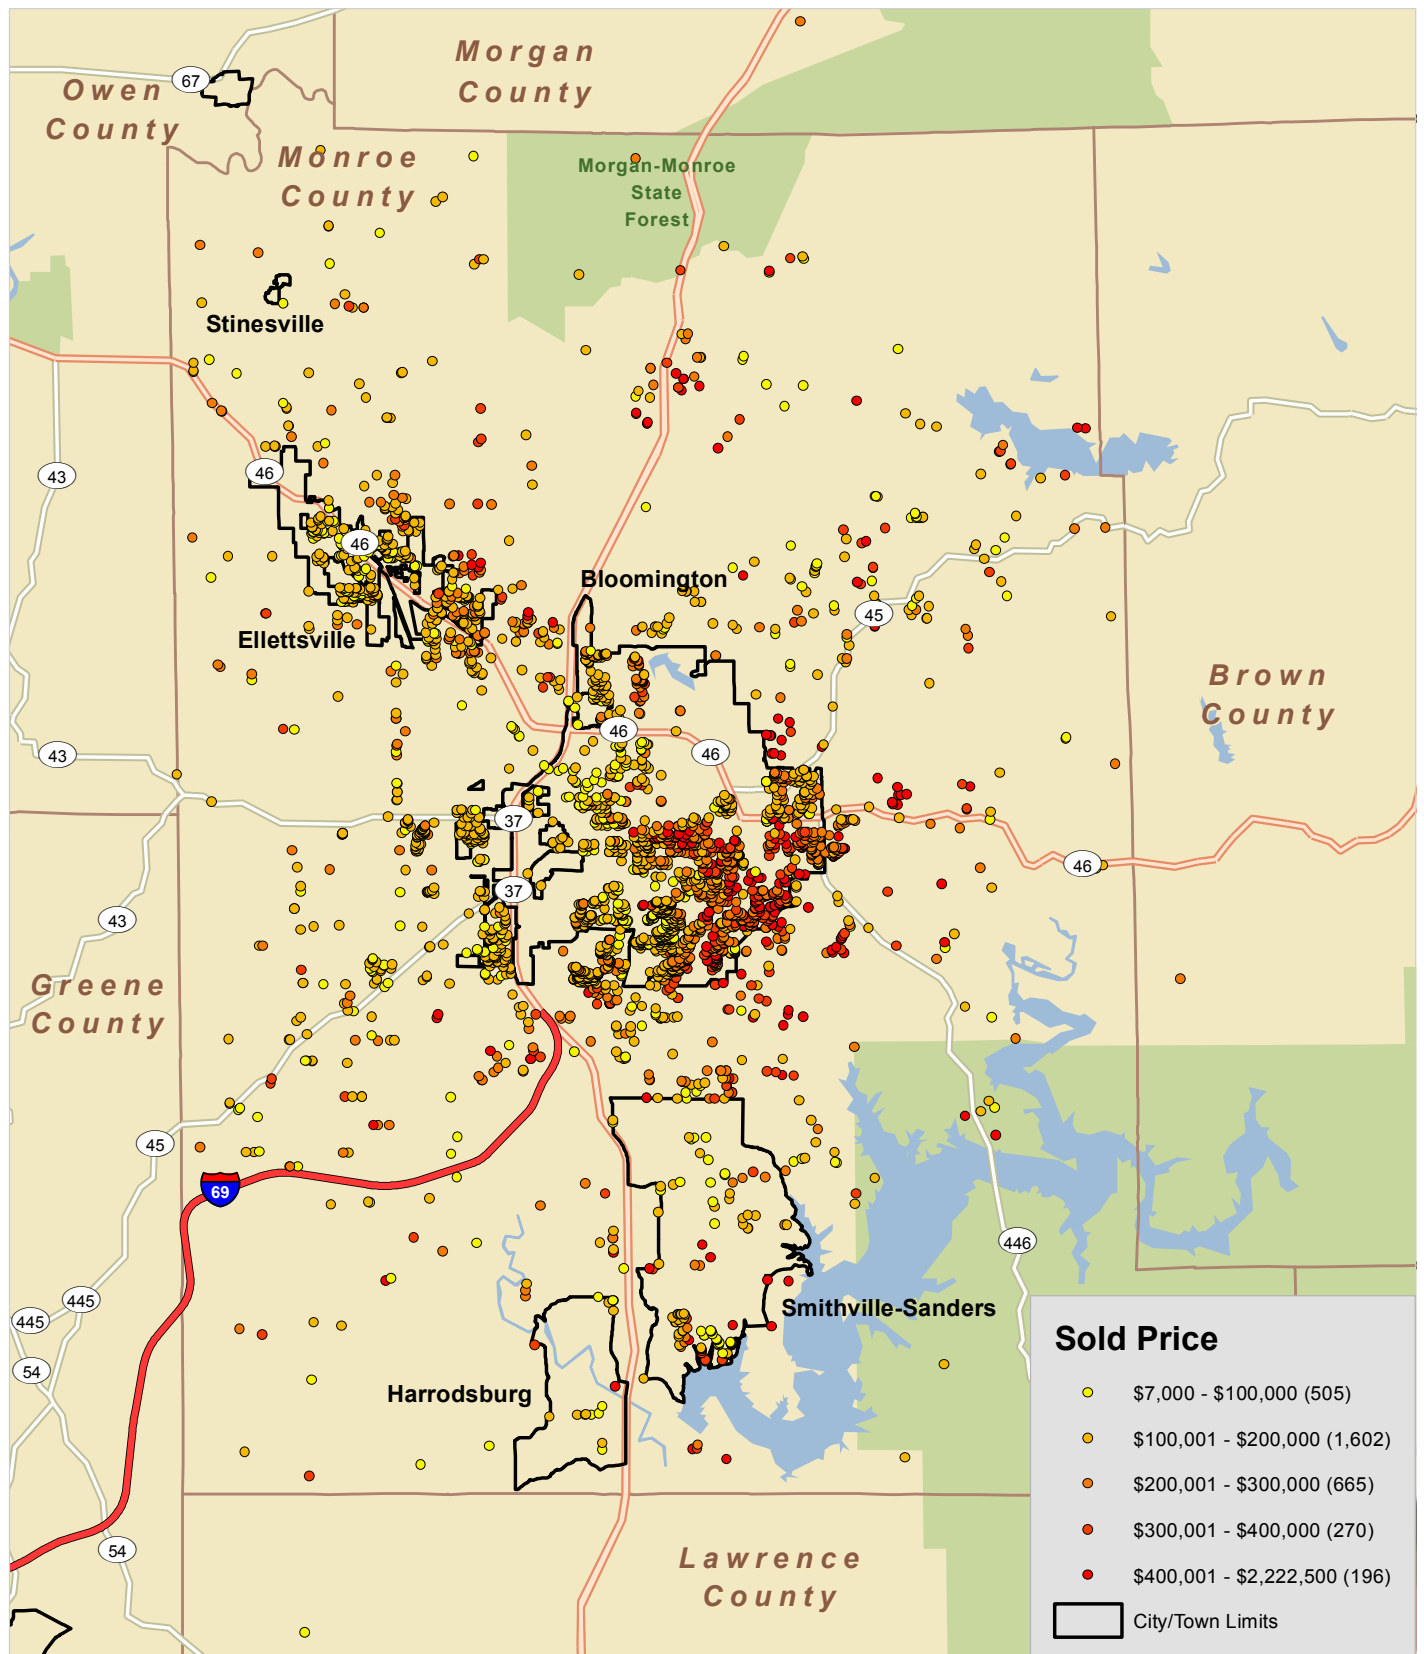 Morgan
County
67
Owen
County
Monroe
County
Morgan-Monroe
State
Forest
Stinesville
46
43
46
Bloomington
45
Ellettsville
Brown
County
46
46
43
37
46
37
43
Greene
County
45
69
446
445
Smithville-Sanders
445
54
Harrodsburg
54
Lawrence
County
Sold Price
$7,000 - $100,000 (505)
$100,001 - $200,000 (1,602)
$200,001 - $300,000 (665)
$300,001 - $400,000 (270)
$400,001 - $2,222,500 (196)
City/Town Limits